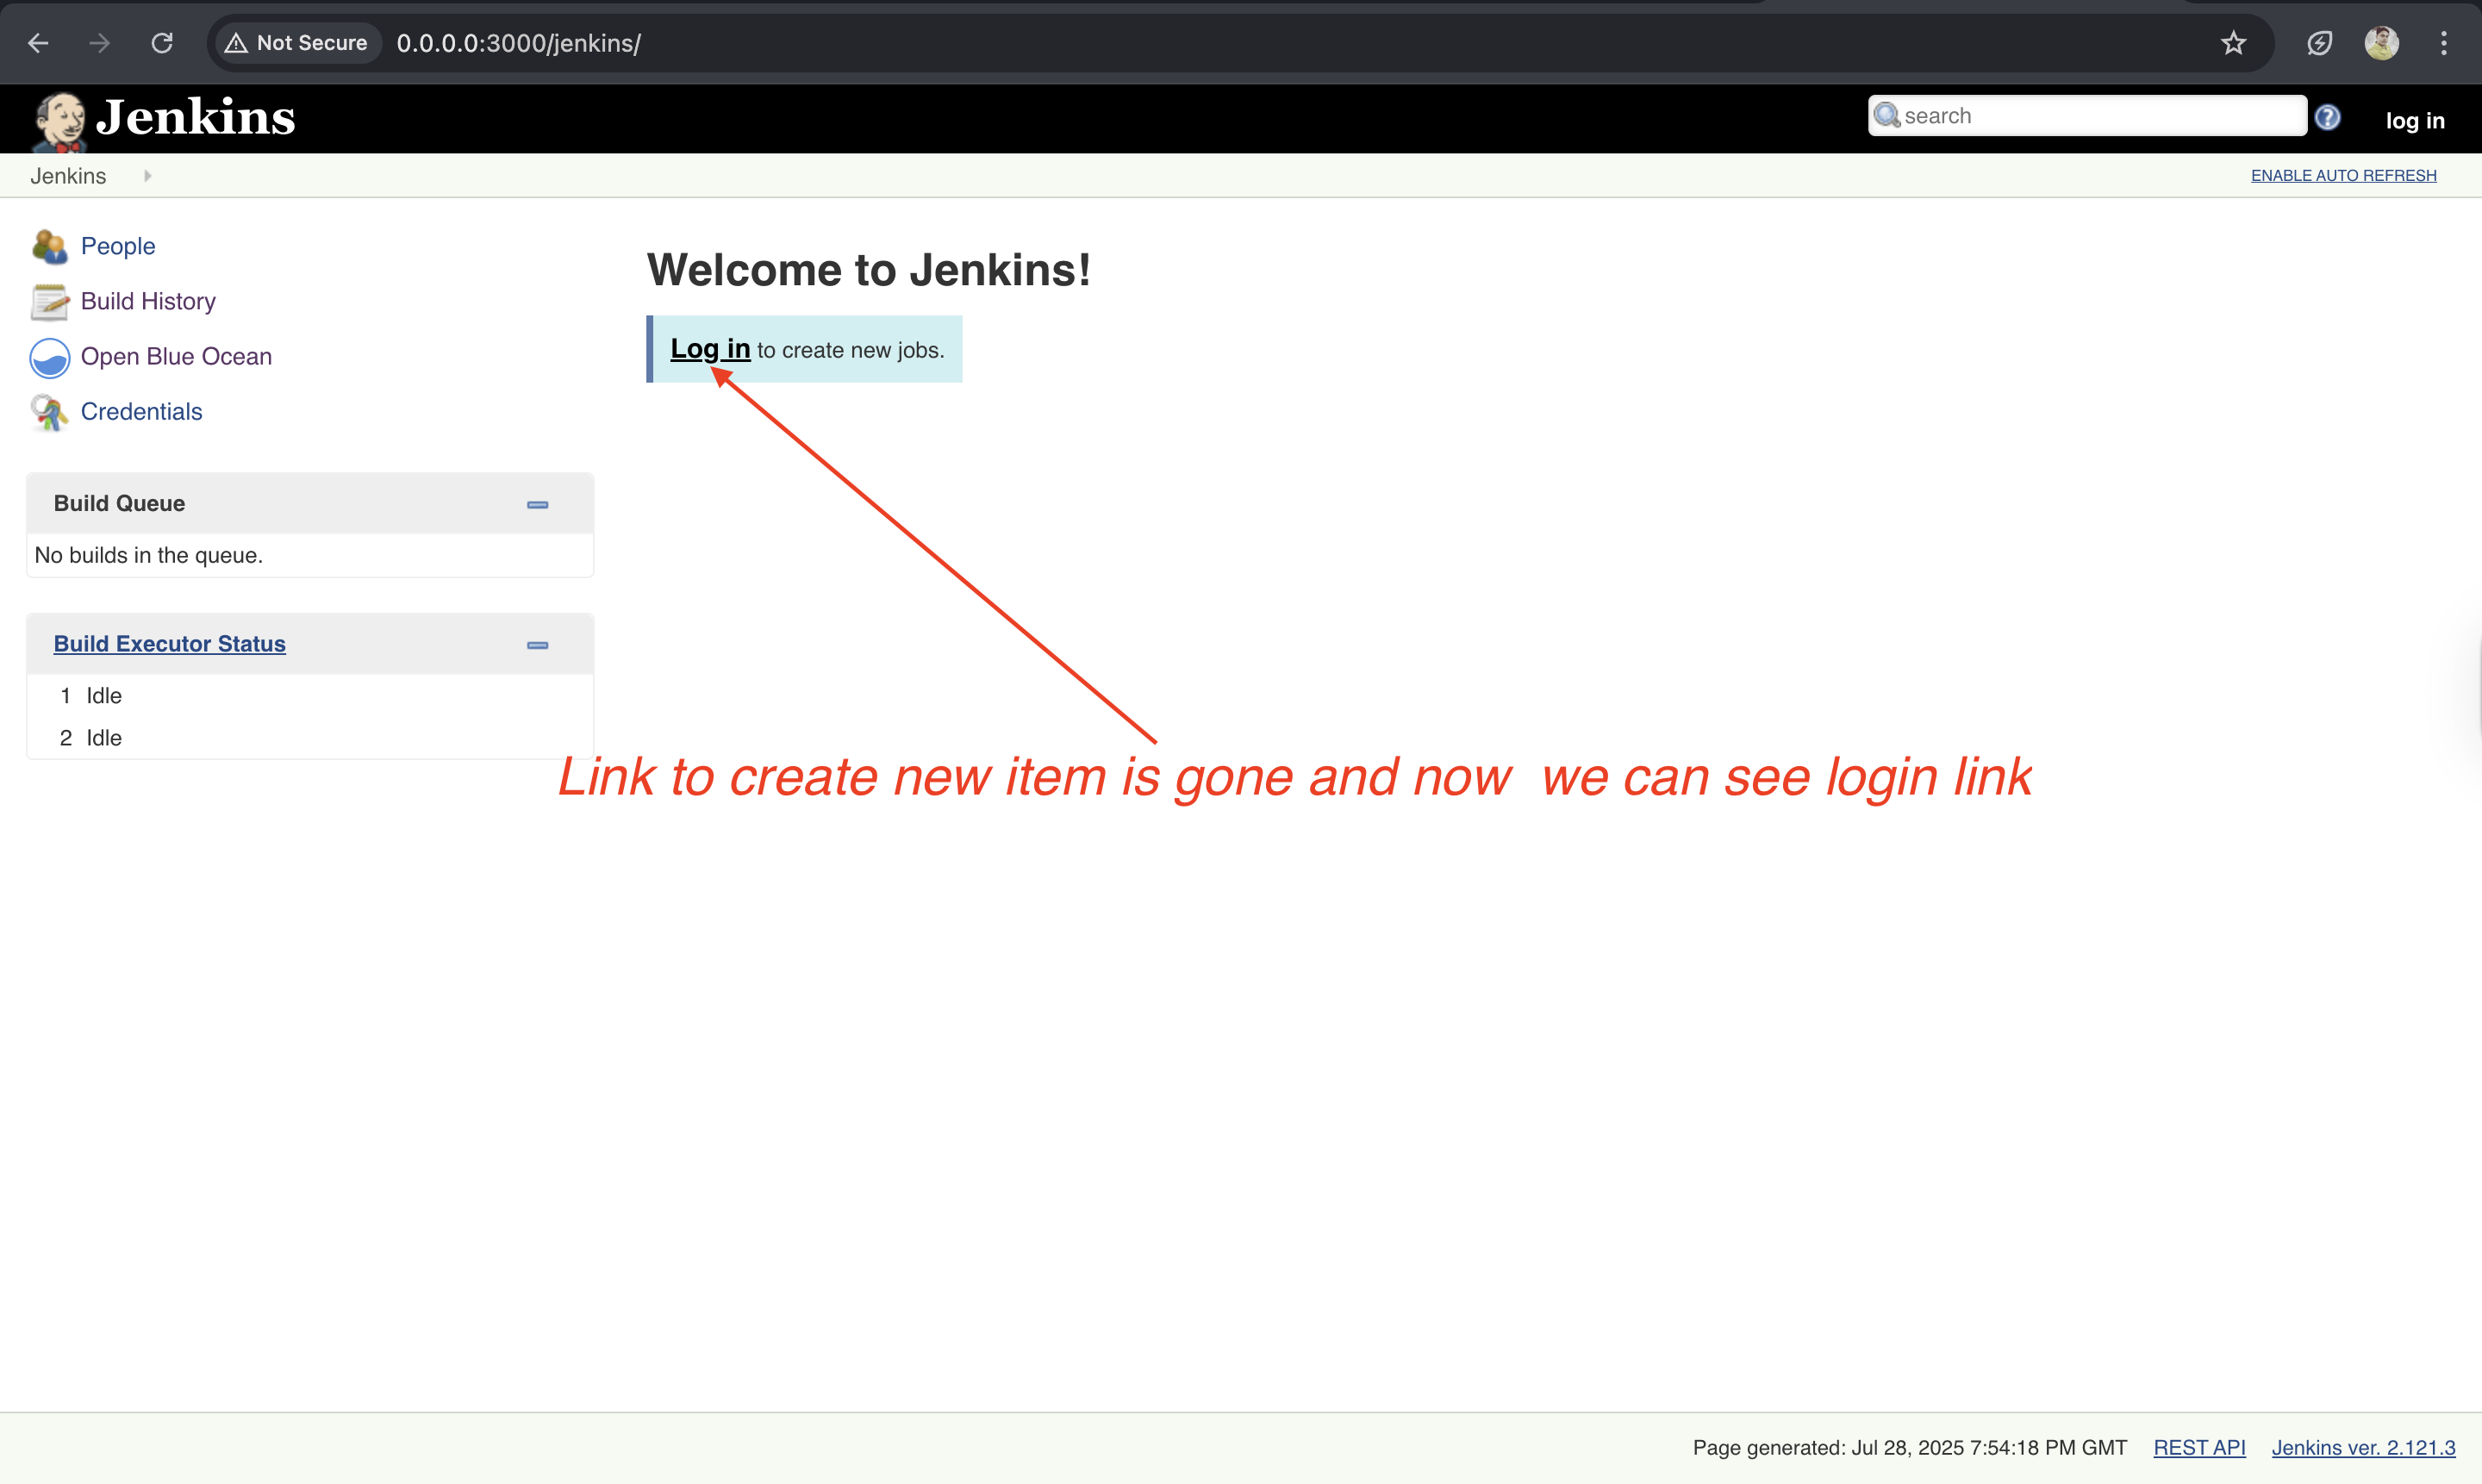 Not Secure 0.0.0.0:3000/jenkins/
Jenkins
search
log in
Jenkins
ENABLE AUTO REFRESH
People
Build History
Open Blue Ocean
Credentials
Build Queue
No builds in the queue.
Build Executor Status
1 Idle
2 Idle
Welcome to Jenkins!
Log in to create new jobs.
Link to create new item is gone and now we can see login link
Page generated: Jul 28, 2025 7:54:18 PM GMT REST API Jenkins ver. 2.121.3